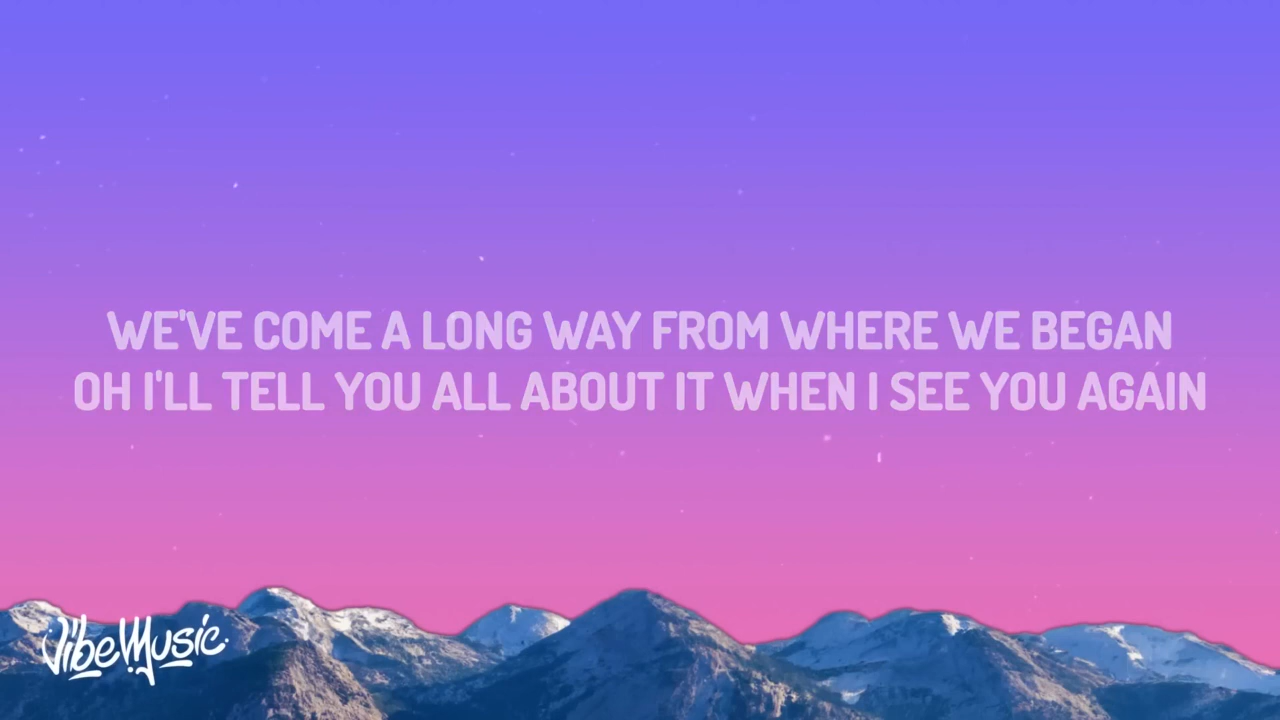 WE'VE COME A LONG WAY FROM WHERE WE BEGAN
OH I'LL TELL YOU ALL ABOUT IT WHEN I SEE YOU AGAIN
VibeMusic